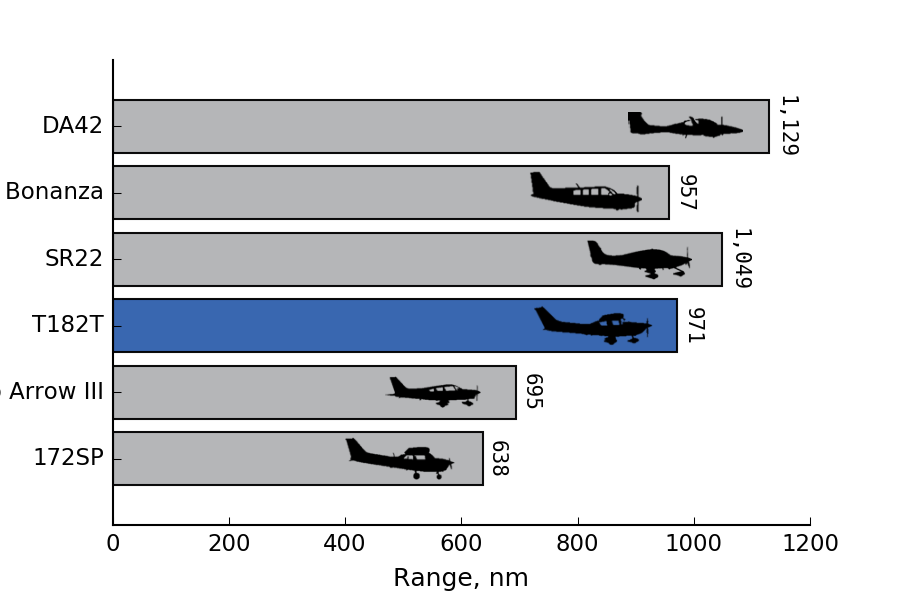 DA42
1,129
Bonanza
957
SR22
1,049
T182T
971
Arrow III
695
172SP
638
0 200 400 600 800 1000 1200
Range, nm